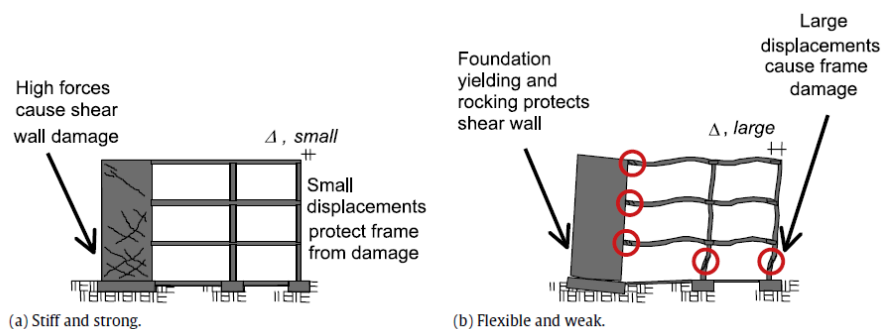 High forces
cause shear
wall damage
Δ , small
Small
displacements
protect frame
from damage
(a) Stiff and strong.
Foundation
yielding and
rocking protects
shear wall
Large
displacements
cause frame
damage
Δ, large
(b) Flexible and weak.